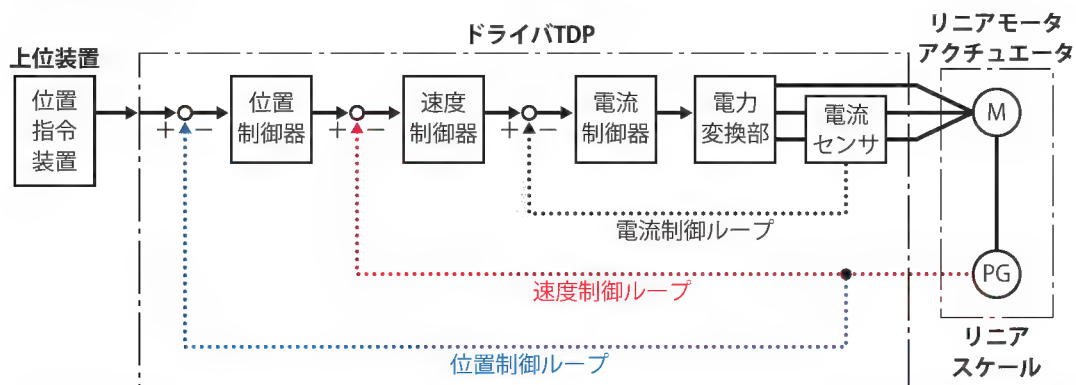 ドライバTDP
リニアモータ
アクチュエータ
上位装置
位置
指令
装置
+
−
位置
制御器
+
−
速度
制御器
+
−
電流
制御器
電力
変換部
電流
センサ
M
電流制御ループ
PG
速度制御ループ
リニア
スケール
位置制御ループ